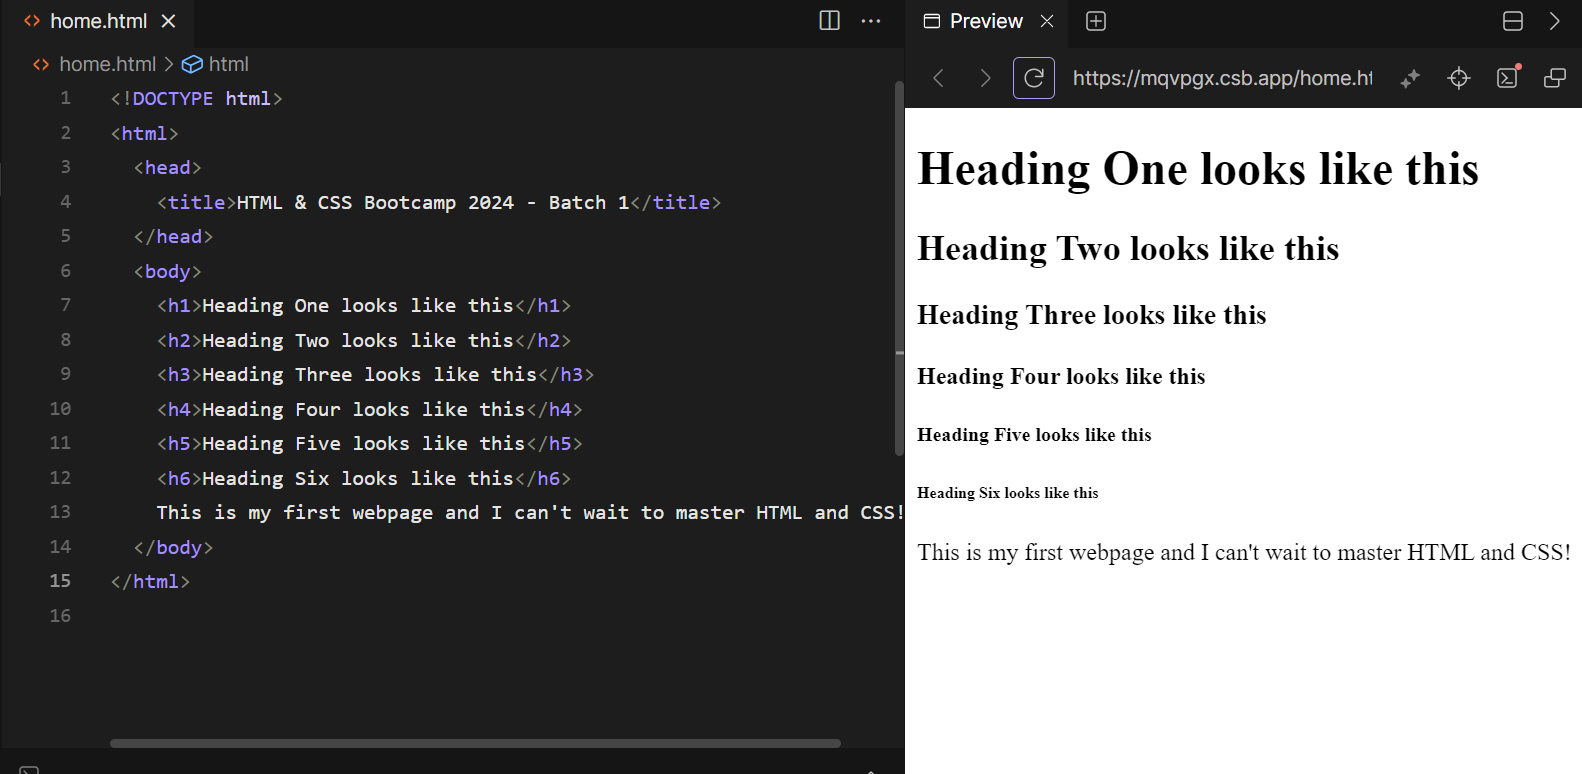 home.html
home.html > html
1 <!DOCTYPE html>
2 <html>
3 <head>
4 <title>HTML & CSS Bootcamp 2024 - Batch 1</title>
5 </head>
6 <body>
7 <h1>Heading One looks like this</h1>
8 <h2>Heading Two looks like this</h2>
9 <h3>Heading Three looks like this</h3>
10 <h4>Heading Four looks like this</h4>
11 <h5>Heading Five looks like this</h5>
12 <h6>Heading Six looks like this</h6>
13 This is my first webpage and I can't wait to master HTML and CSS!
14 </body>
15 </html>
16
Preview
https://mqvpgx.csb.app/home.ht
Heading One looks like this
Heading Two looks like this
Heading Three looks like this
Heading Four looks like this
Heading Five looks like this
Heading Six looks like this
This is my first webpage and I can't wait to master HTML and CSS!